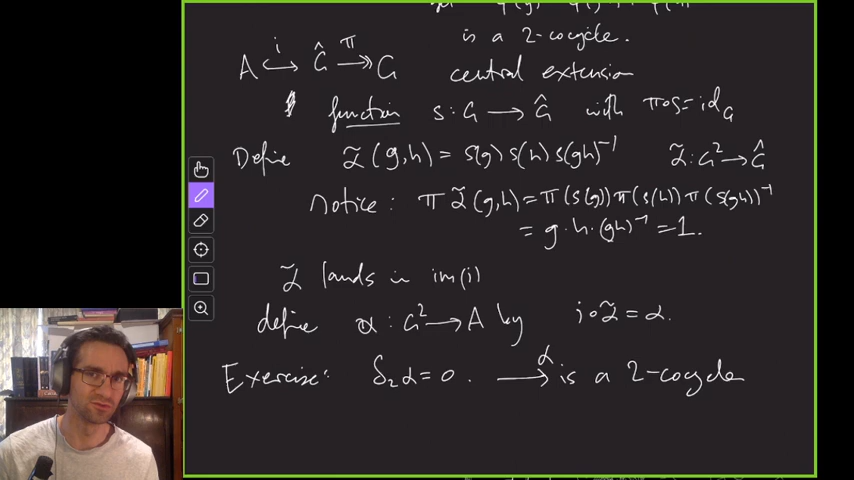 is a 2-cocycle.
A i Ĝ π G central extension
function s: G → Ĝ with π∘s = id_G
Define α̃(g,h) = s(g) s(h) s(gh)⁻¹ α̃: G² → Ĝ
notice: π α̃(g,h) = π(s(g)) π(s(h)) π(s(gh))⁻¹
= g·h·(gh)⁻¹ = 1.
α̃ lands in im(i)
define α: G² → A by i∘α̃ = α.
Exercise: δ₂α = 0. →α is a 2-cocycle